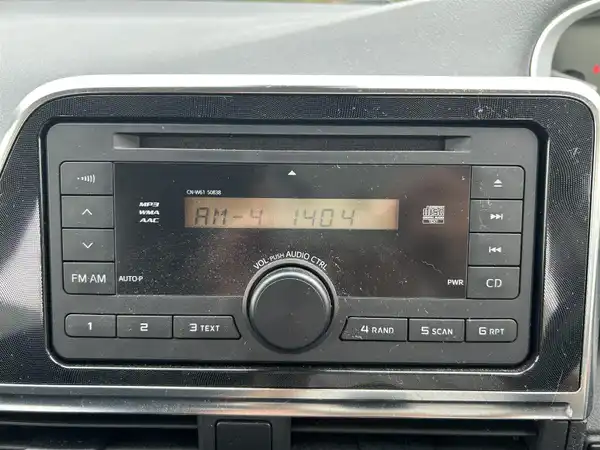 CN-W61 50838
MP3
WMA
AAC
AM-4 1404
VOL•PUSH AUDIO CTRL
FM•AM
AUTO•P
PWR
CD
1
2
3 TEXT
4 RAND
5 SCAN
6 RPT